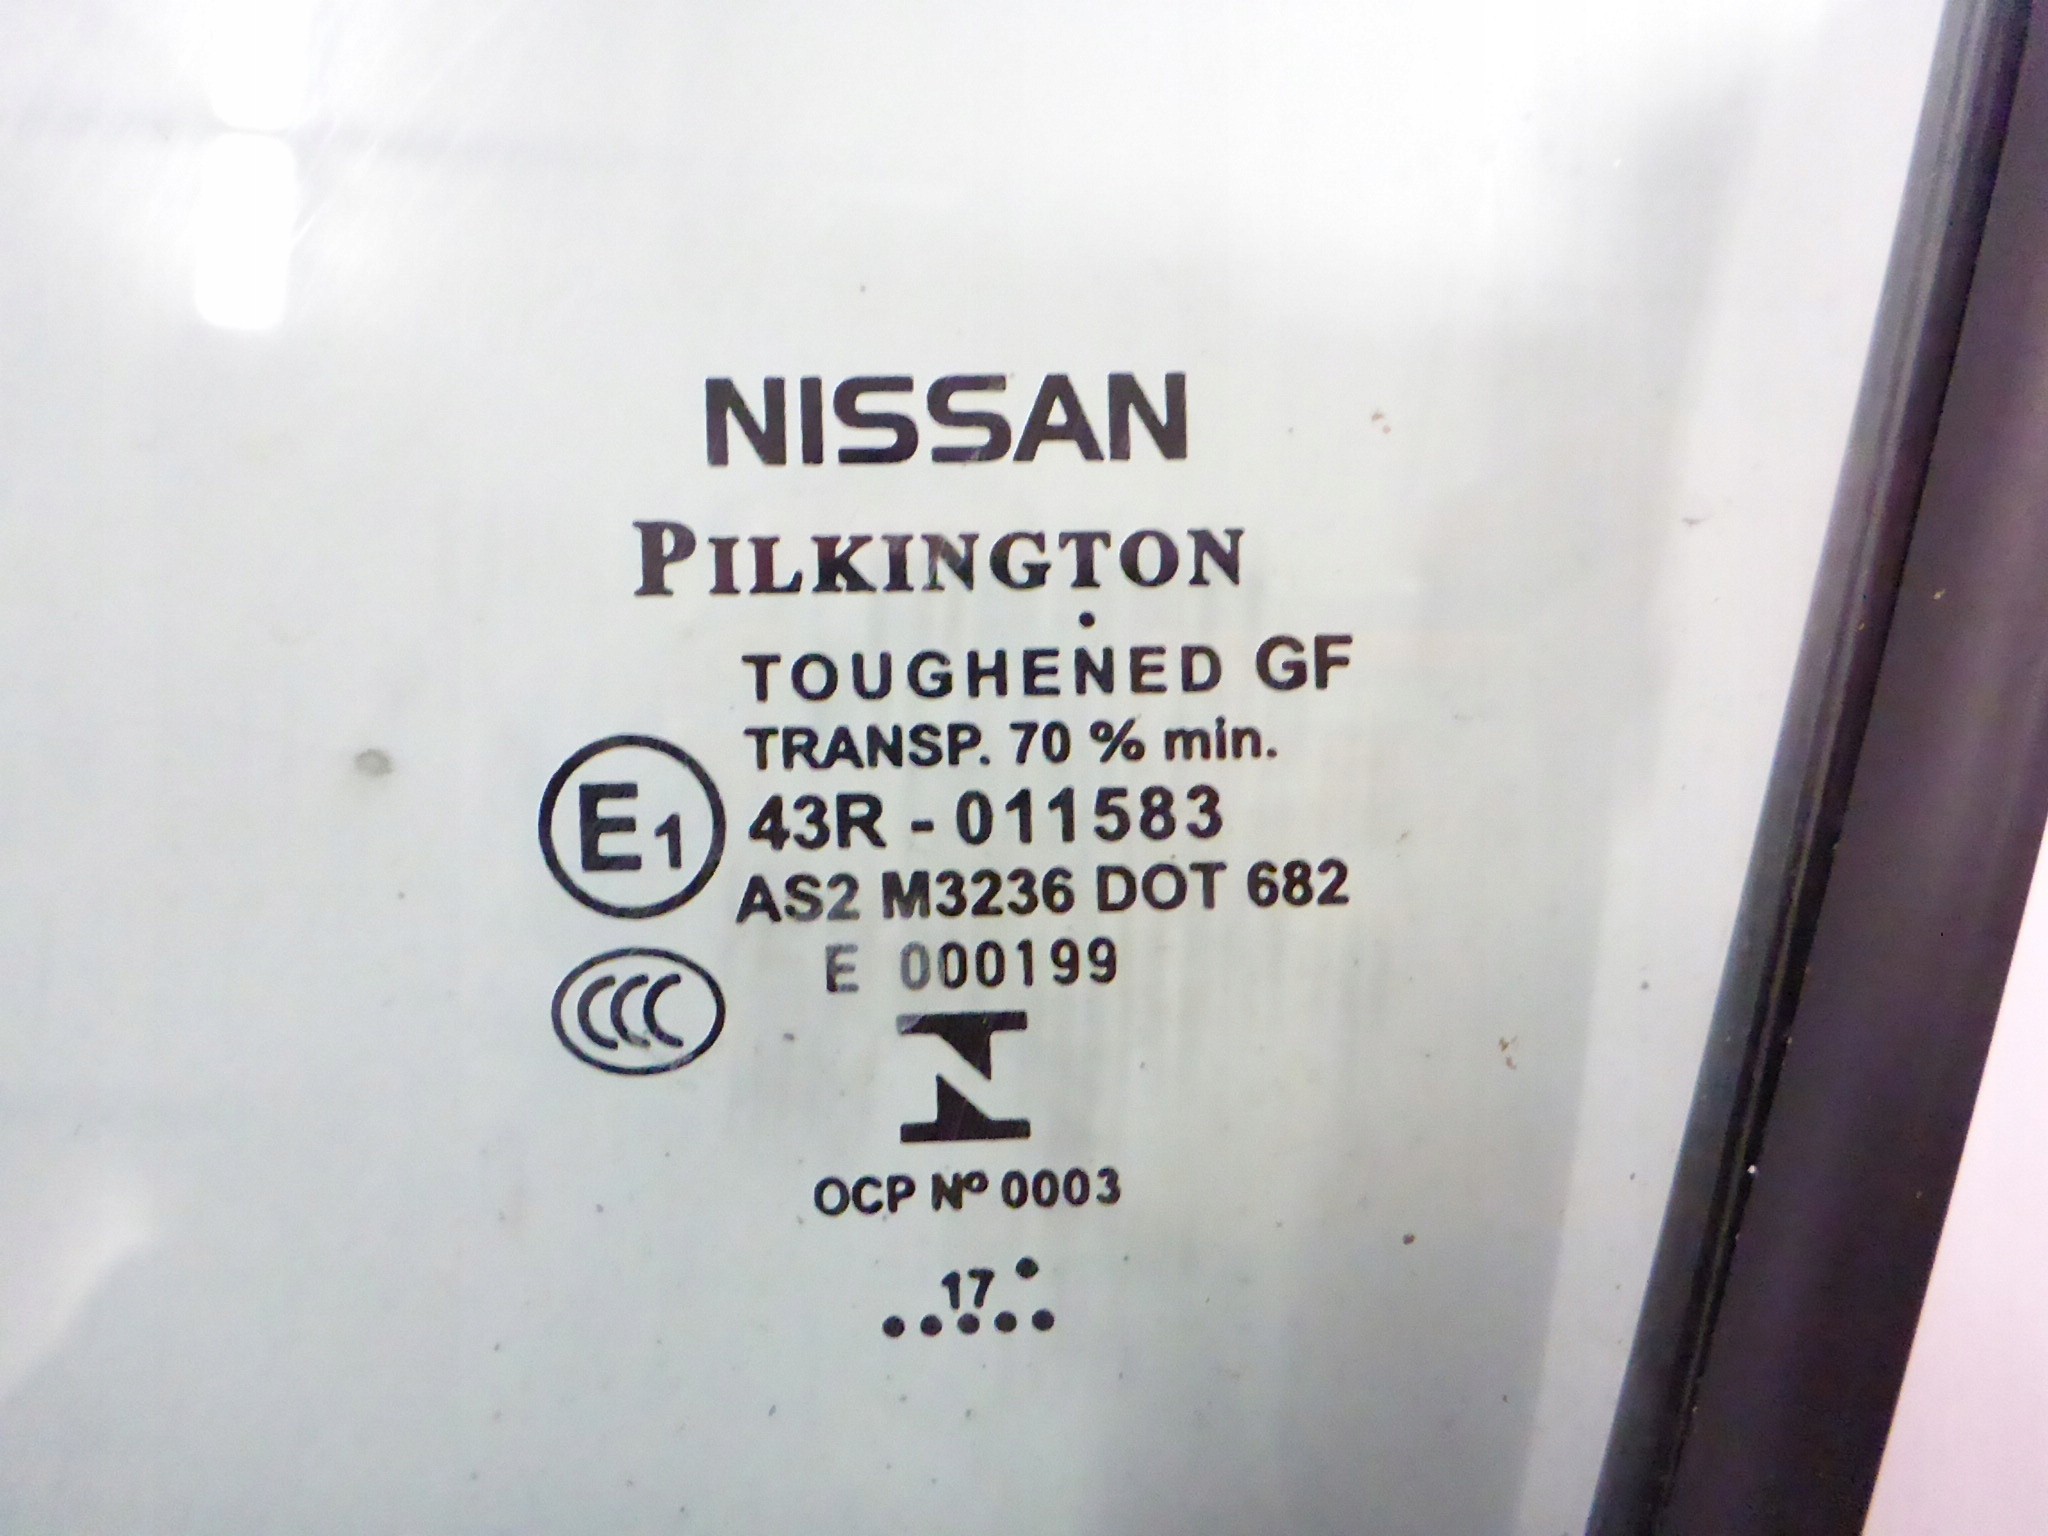 NISSAN
PILKINGTON
TOUGHENED GF
TRANSP. 70 % min.
E1 43R - 011583
AS2 M3236 DOT 682
E 000199
CCC
OCP Nº 0003
17